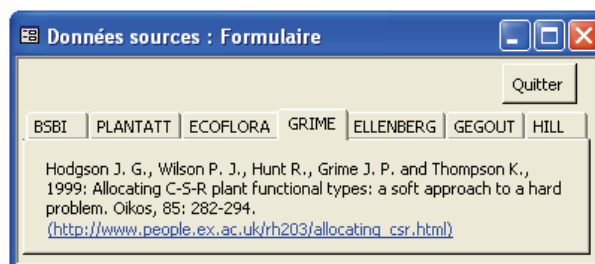 Données sources : Formulaire
Quitter
BSBI PLANTATT ECOFLORA GRIME ELLENBERG GEGOUT HILL
Hodgson J. G., Wilson P. J., Hunt R., Grime J. P. and Thompson K.,
1999: Allocating C-S-R plant functional types: a soft approach to a hard
problem. Oikos, 85: 282-294.
(http://www.people.ex.ac.uk/rh203/allocating_csr.html)